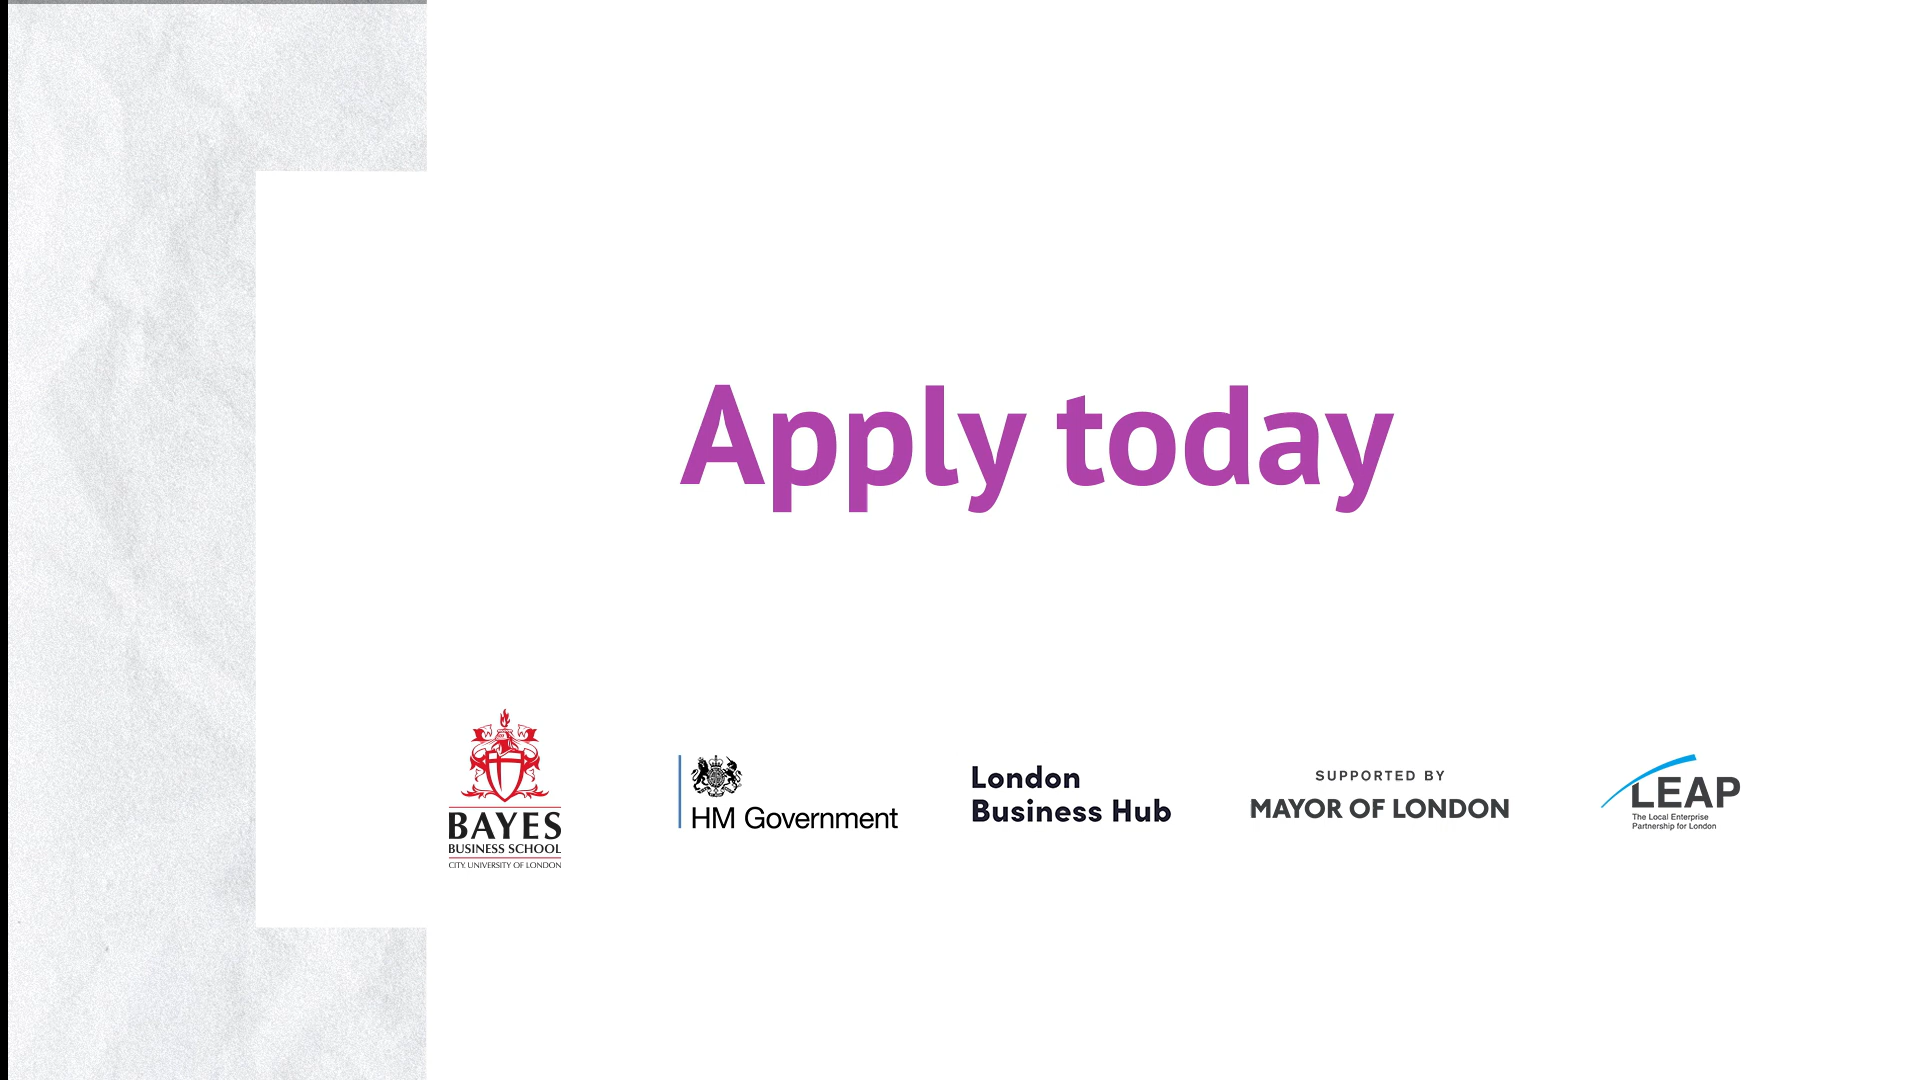 Apply today
BAYES
BUSINESS SCHOOL
CITY, UNIVERSITY OF LONDON
HM Government
London
Business Hub
SUPPORTED BY
MAYOR OF LONDON
LEAP
The Local Enterprise
Partnership for London